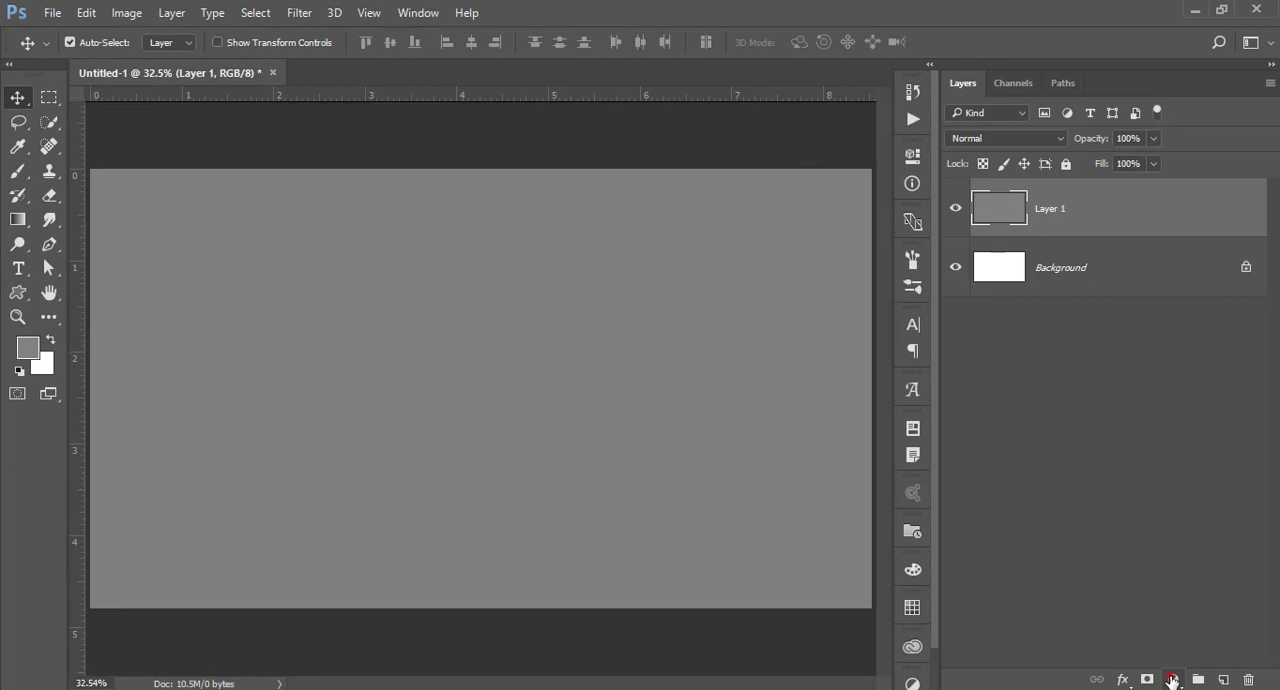 Ps File Edit Image Layer Type Select Filter 3D View Window Help
Auto-Select: Layer Show Transform Controls 3D Mode:
Untitled-1 @ 32.5% (Layer 1, RGB/8) *
0 1 2 3 4 5 6 7 8
0
1
2
3
4
5
32.54% Doc: 10.5M/0 bytes
Layers Channels Paths
Kind
Normal Opacity: 100%
Lock: Fill: 100%
Layer 1
Background
fx